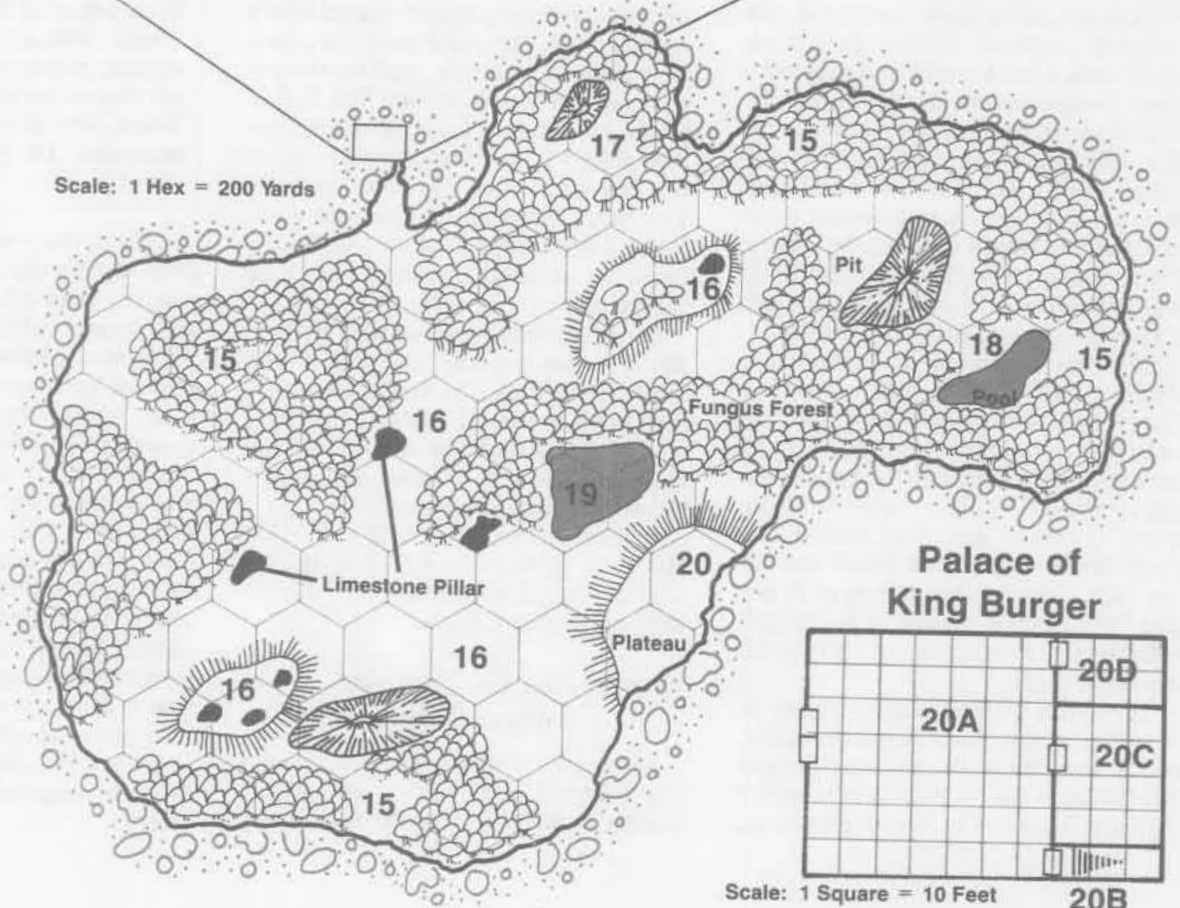 17
15
Scale: 1 Hex = 200 Yards
Pit
16
15
18
15
16
Pool
Fungus Forest
19
20
Limestone Pillar
Plateau
16
16
15
Palace of
King Burger
20D
20A
20C
Scale: 1 Square = 10 Feet
20B